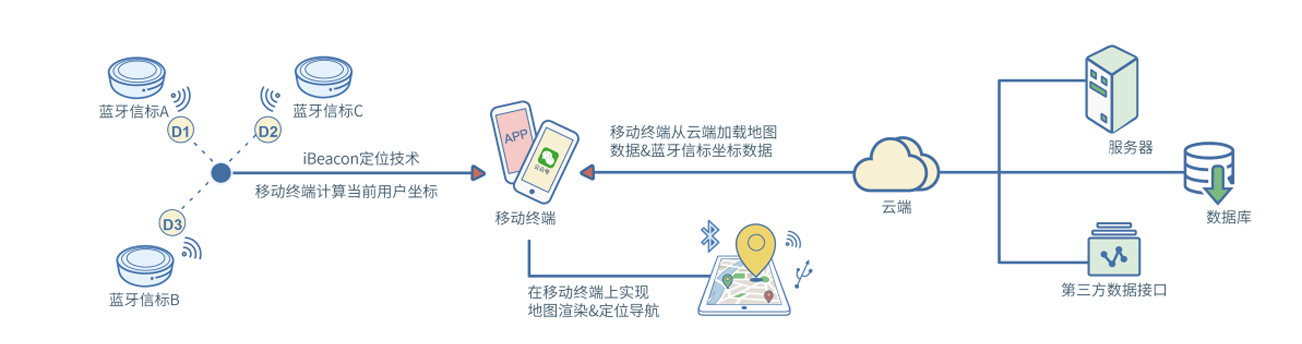 蓝牙信标A
蓝牙信标C
D1
D2
D3
蓝牙信标B
iBeacon定位技术
移动终端计算当前用户坐标
APP
公众号
移动终端
移动终端从云端加载地图
数据&蓝牙信标坐标数据
在移动终端上实现
地图渲染&定位导航
云端
服务器
数据库
第三方数据接口